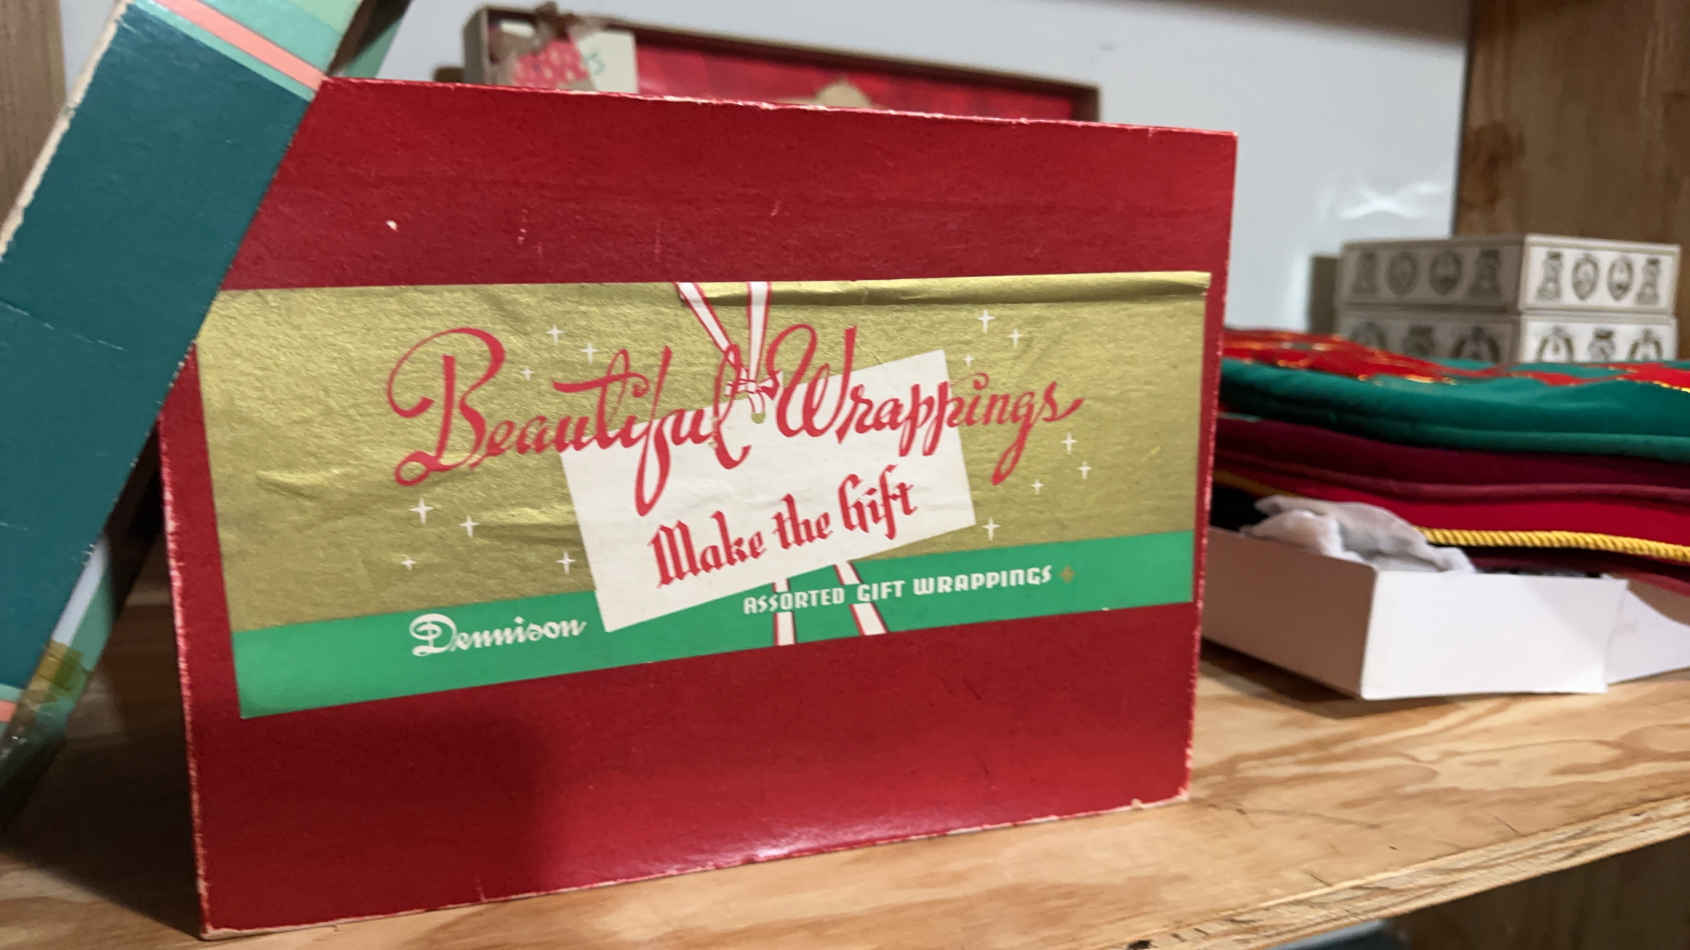 Beautiful Wrappings
Make the Gift
Dennison
ASSORTED GIFT WRAPPINGS